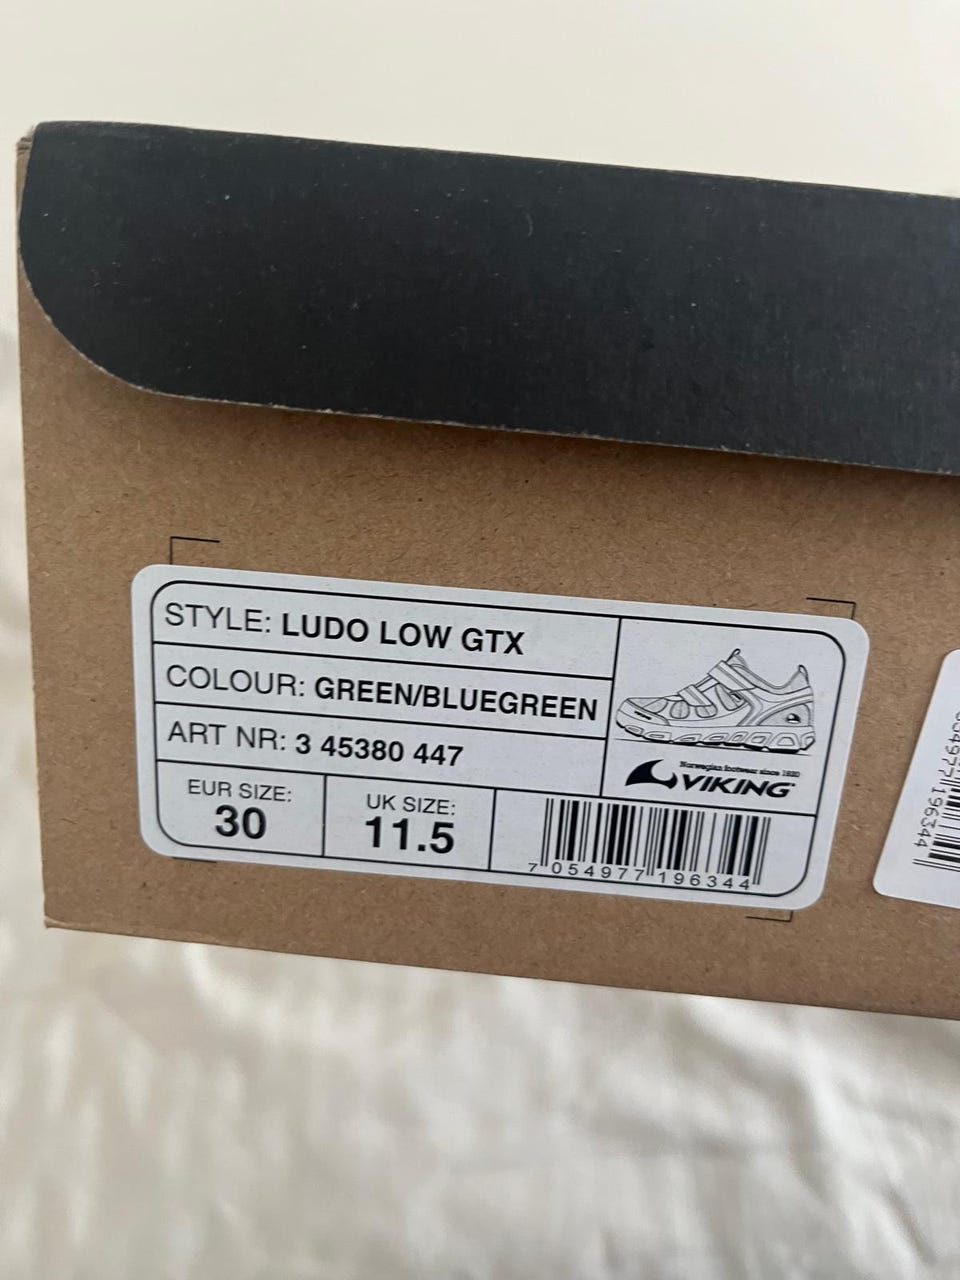 STYLE: LUDO LOW GTX
COLOUR: GREEN/BLUEGREEN
ART NR: 3 45380 447
EUR SIZE:
30
UK SIZE:
11.5
Norwegian footwear since 1920
VIKING
7 054977 196344